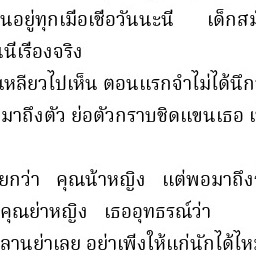 นอยู่ทุกเมื่อเชื่อวันนะนี่ เด็กสมั
นี้เรื่องจริง
เหลียวไปเห็น ตอนแรกจำไม่ได้นึก
มาถึงตัว ย่อตัวกราบชิดแขนเธอ เ
ยกว่า คุณน้าหญิง แต่พอมาถึง
คุณย่าหญิง เธออุทธรณ์ว่า
ลานย่าเลย อย่าเพิ่งให้แก่นักได้ไหม